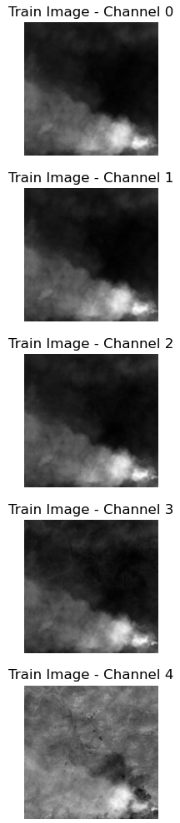 Train Image - Channel 0
Train Image - Channel 1
Train Image - Channel 2
Train Image - Channel 3
Train Image - Channel 4